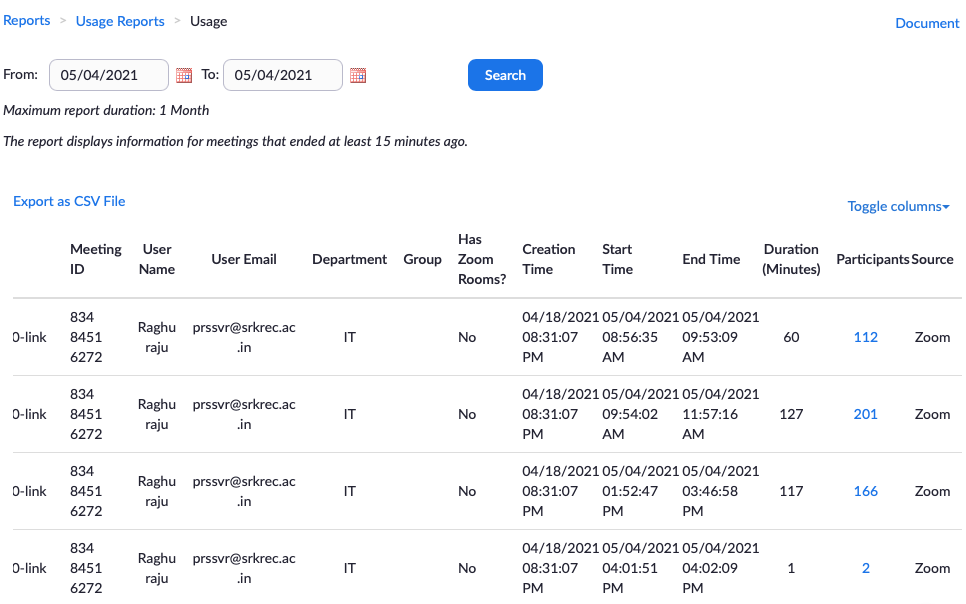 Reports > Usage Reports > Usage
Document
From: 05/04/2021 To: 05/04/2021 Search
Maximum report duration: 1 Month
The report displays information for meetings that ended at least 15 minutes ago.
Export as CSV File
Toggle columns
Meeting ID User Name User Email Department Group Has Zoom Rooms? Creation Time Start Time End Time Duration (Minutes) Participants Source
0-link 834 8451 6272 Raghu raju prssvr@srkrec.ac.in IT No 04/18/2021 08:31:07 PM 05/04/2021 08:56:35 AM 05/04/2021 09:53:09 AM 60 112 Zoom
0-link 834 8451 6272 Raghu raju prssvr@srkrec.ac.in IT No 04/18/2021 08:31:07 PM 05/04/2021 09:54:02 AM 05/04/2021 11:57:16 AM 127 201 Zoom
0-link 834 8451 6272 Raghu raju prssvr@srkrec.ac.in IT No 04/18/2021 08:31:07 PM 05/04/2021 01:52:47 PM 05/04/2021 03:46:58 PM 117 166 Zoom
0-link 834 8451 6272 Raghu raju prssvr@srkrec.ac.in IT No 04/18/2021 08:31:07 PM 05/04/2021 04:01:51 PM 05/04/2021 04:02:09 PM 1 2 Zoom